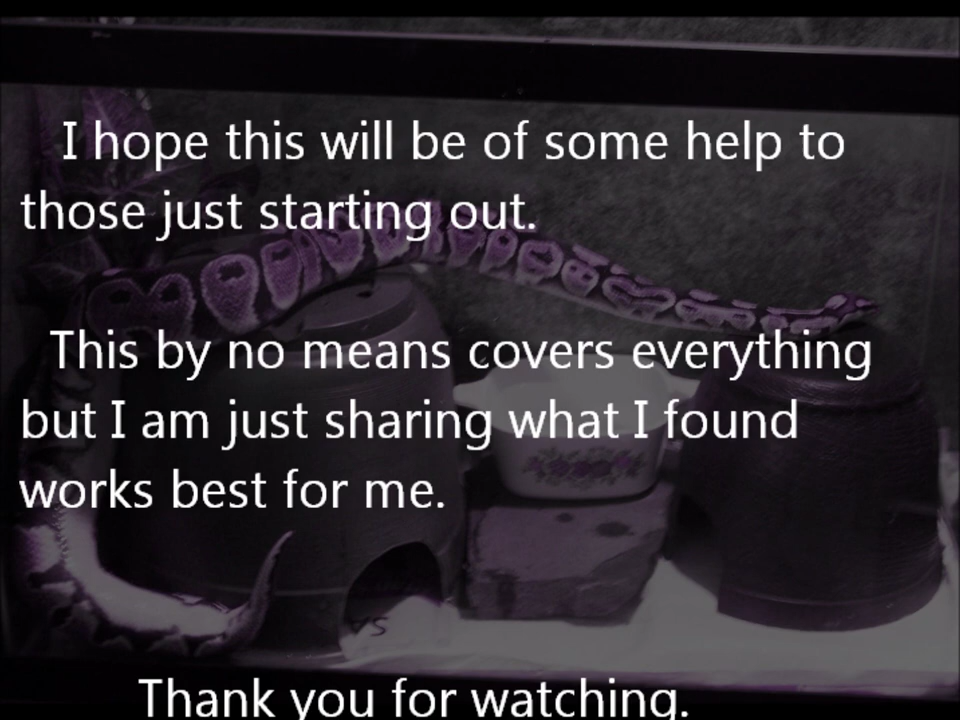 I hope this will be of some help to
those just starting out.
This by no means covers everything
but I am just sharing what I found
works best for me.
Thank you for watching.